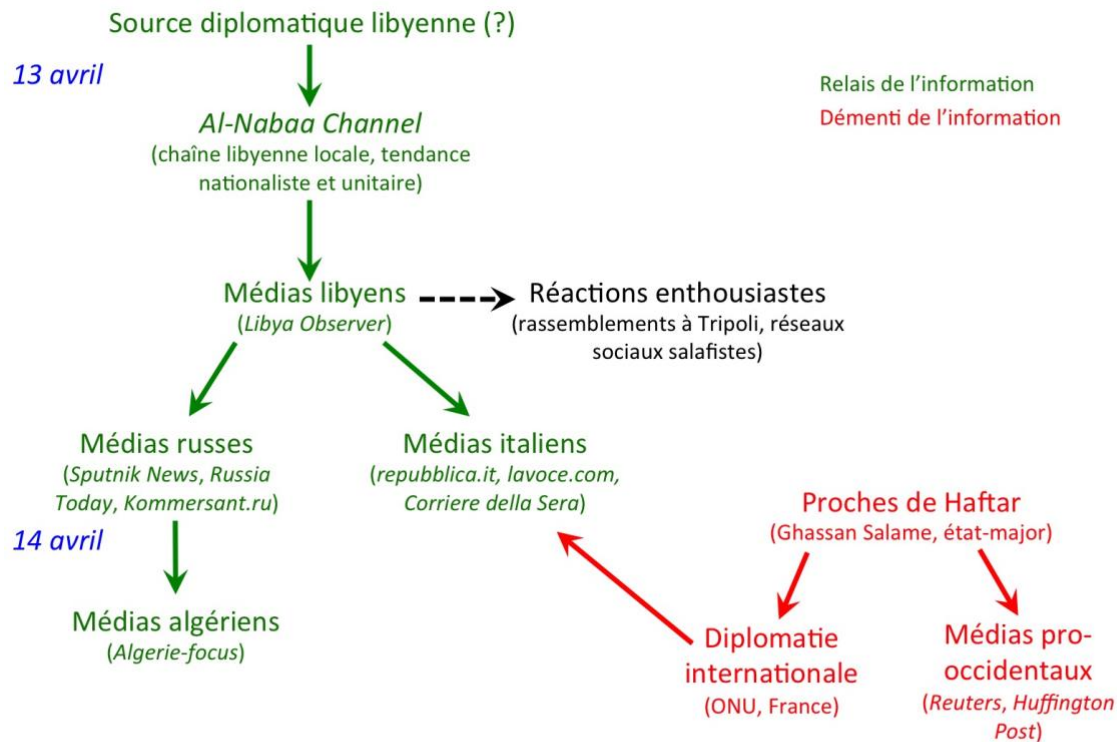 Source diplomatique libyenne (?)
13 avril
Relais de l'information
Démenti de l'information
Al-Nabaa Channel
(chaîne libyenne locale, tendance
nationaliste et unitaire)
Médias libyens
(Libya Observer)
Réactions enthousiastes
(rassemblements à Tripoli, réseaux
sociaux salafistes)
Médias russes
(Sputnik News, Russia
Today, Kommersant.ru)
Médias italiens
(repubblica.it, lavoce.com,
Corriere della Sera)
Proches de Haftar
(Ghassan Salame, état-major)
14 avril
Médias algériens
(Algerie-focus)
Diplomatie
internationale
(ONU, France)
Médias pro-
occidentaux
(Reuters, Huffington
Post)